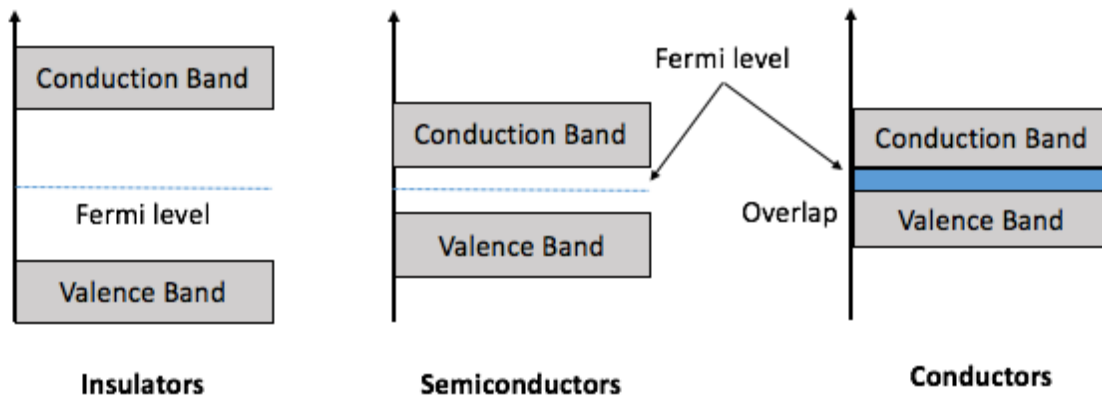 Conduction Band
Fermi level
Valence Band
Insulators
Fermi level
Conduction Band
Valence Band
Semiconductors
Conduction Band
Overlap
Valence Band
Conductors